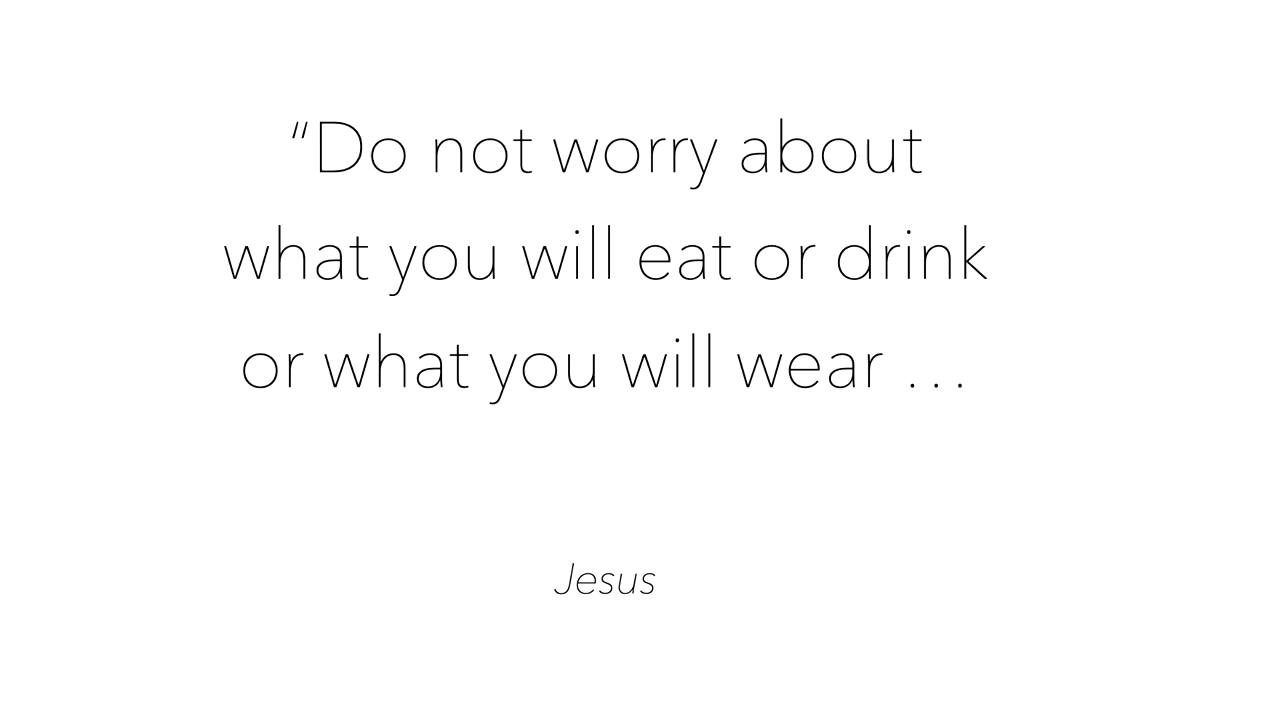 “Do not worry about
what you will eat or drink
or what you will wear …
Jesus